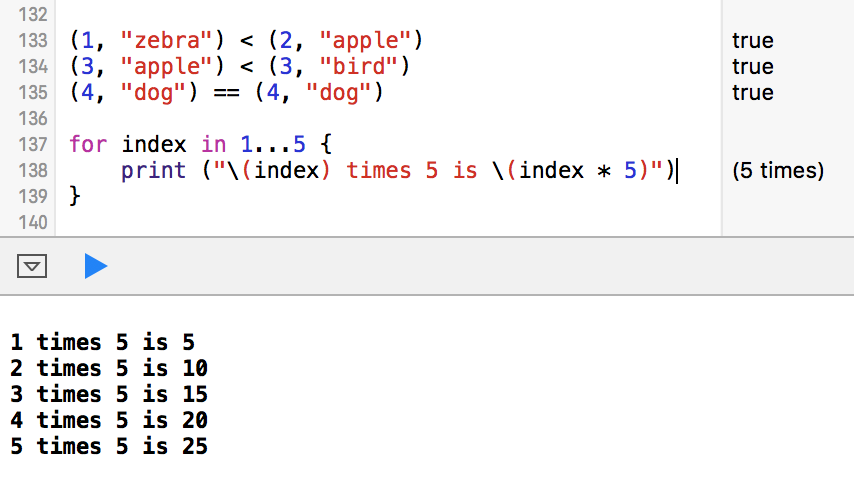 132
133 (1, "zebra") < (2, "apple") true
134 (3, "apple") < (3, "bird") true
135 (4, "dog") == (4, "dog") true
136
137 for index in 1...5 {
138     print ("\(index) times 5 is \(index * 5)") (5 times)
139 }
140
1 times 5 is 5
2 times 5 is 10
3 times 5 is 15
4 times 5 is 20
5 times 5 is 25